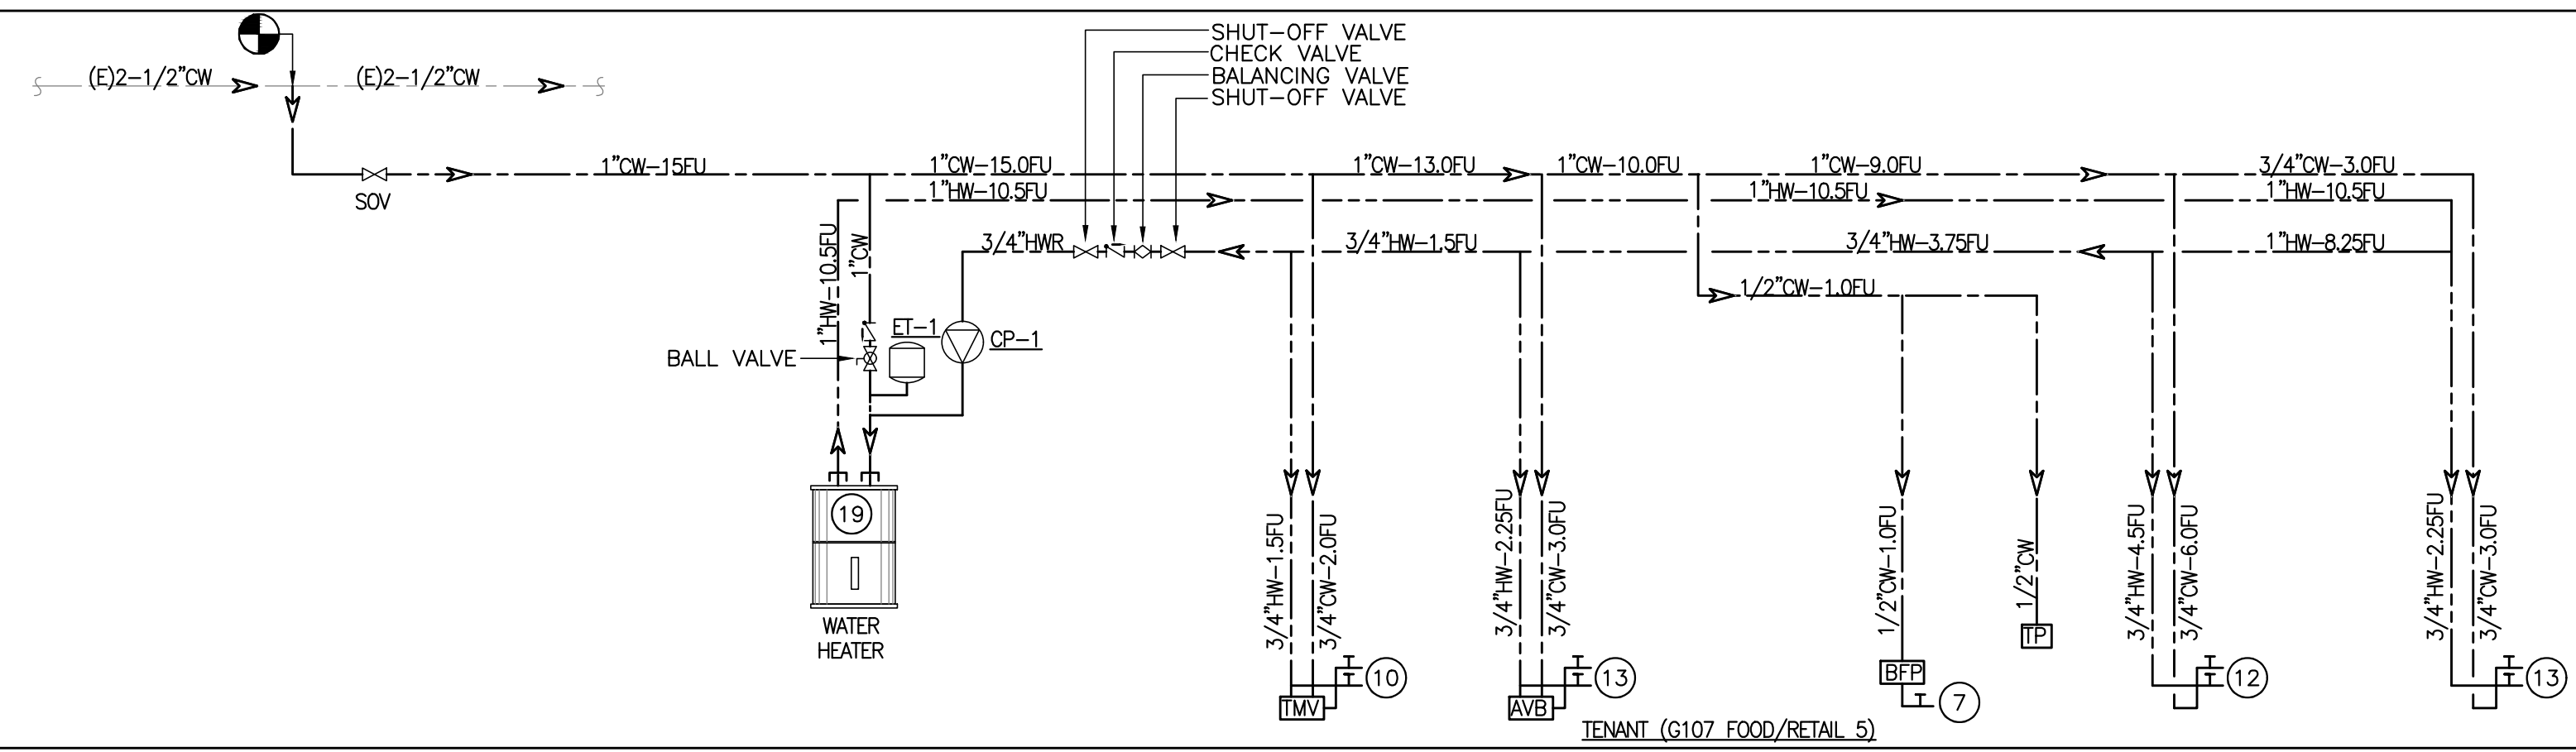 SHUT-OFF VALVE
CHECK VALVE
BALANCING VALVE
SHUT-OFF VALVE
(E)2-1/2"CW
(E)2-1/2"CW
SOV
1"CW-15FU
1"CW-15.0FU
1"CW-13.0FU
1"CW-10.0FU
1"CW-9.0FU
3/4"CW-3.0FU
1"HW-10.5FU
1"HW-10.5FU
1"HW-10.5FU
3/4"HWR
3/4"HW-1.5FU
3/4"HW-3.75FU
1"HW-8.25FU
1"HW-10.5FU
1"CW
1/2"CW-1.0FU
ET-1
CP-1
BALL VALVE
19
WATER
HEATER
3/4"HW-1.5FU
3/4"CW-2.0FU
3/4"HW-2.25FU
3/4"CW-3.0FU
1/2"CW-1.0FU
1/2"CW
3/4"HW-4.5FU
3/4"CW-6.0FU
3/4"HW-2.25FU
3/4"CW-3.0FU
TP
BFP
10
13
12
13
7
TMV
AVB
TENANT (G107 FOOD/RETAIL 5)